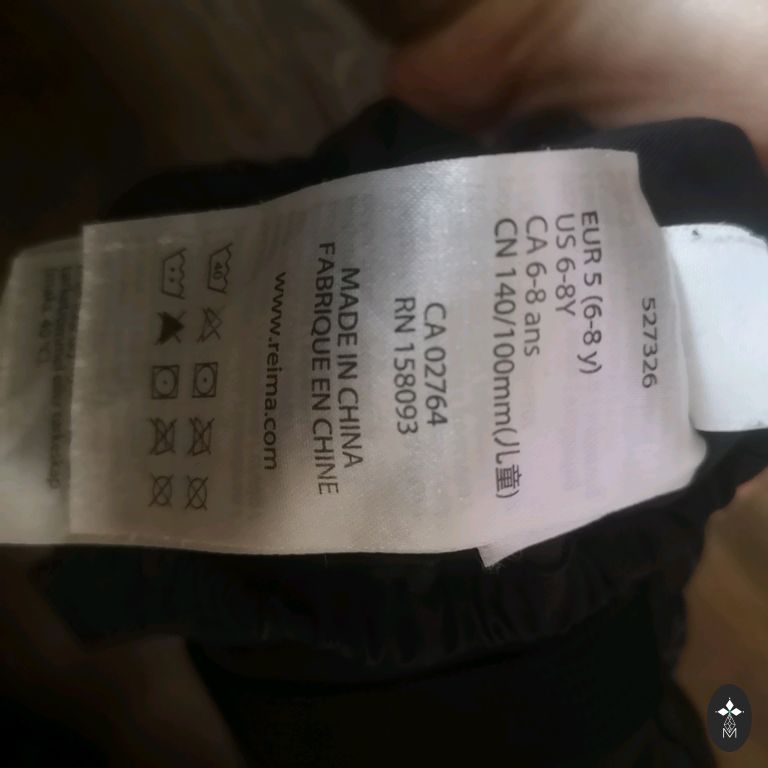 527326
EUR 5 (6-8 y)
US 6-8Y
CA 6-8 ans
CN 140/100mm(儿童)
CA 02764
RN 158093
MADE IN CHINA
FABRIQUE EN CHINE
www.reima.com
40
M